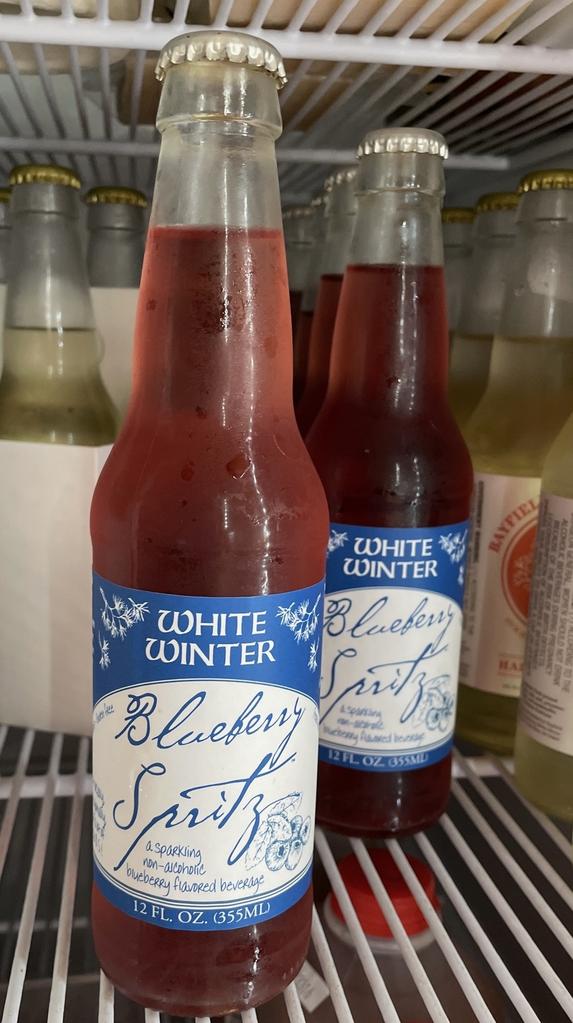 WHITE
WINTER
Blueberry
Spritz
a sparkling
non-alcoholic
blueberry flavored beverage
12 FL. OZ. (355ML)
WHITE
WINTER
Blueberry
Spritz
a sparkling
non-alcoholic
blueberry flavored beverage
12 FL. OZ. (355ML)